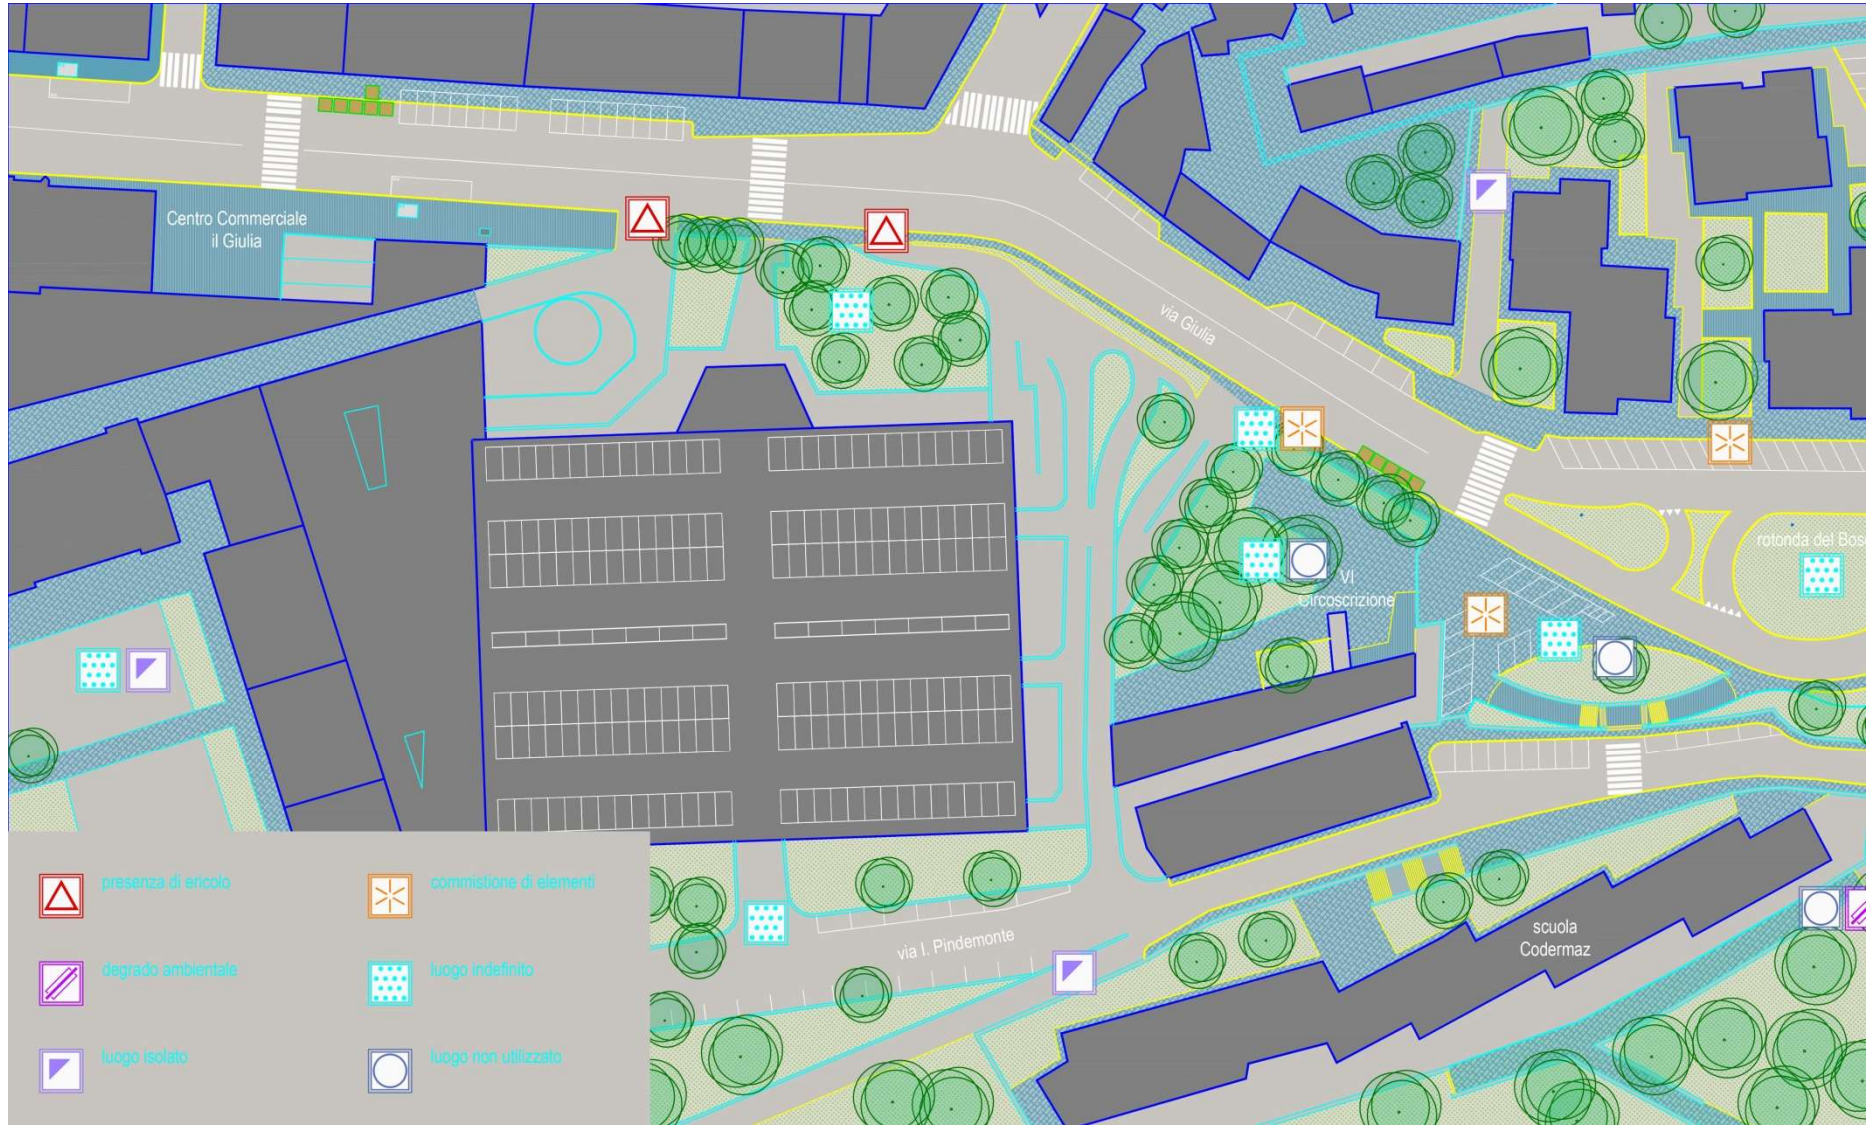 Centro Commerciale
il Giulia
via Giulia
rotonda del Bosc
VI
Circoscrizione
scuola
Codermaz
via I. Pindemonte
presenza di ericolo
commistione di elementi
degrado ambientale
luogo indefinito
luogo isolato
luogo non utilizzato